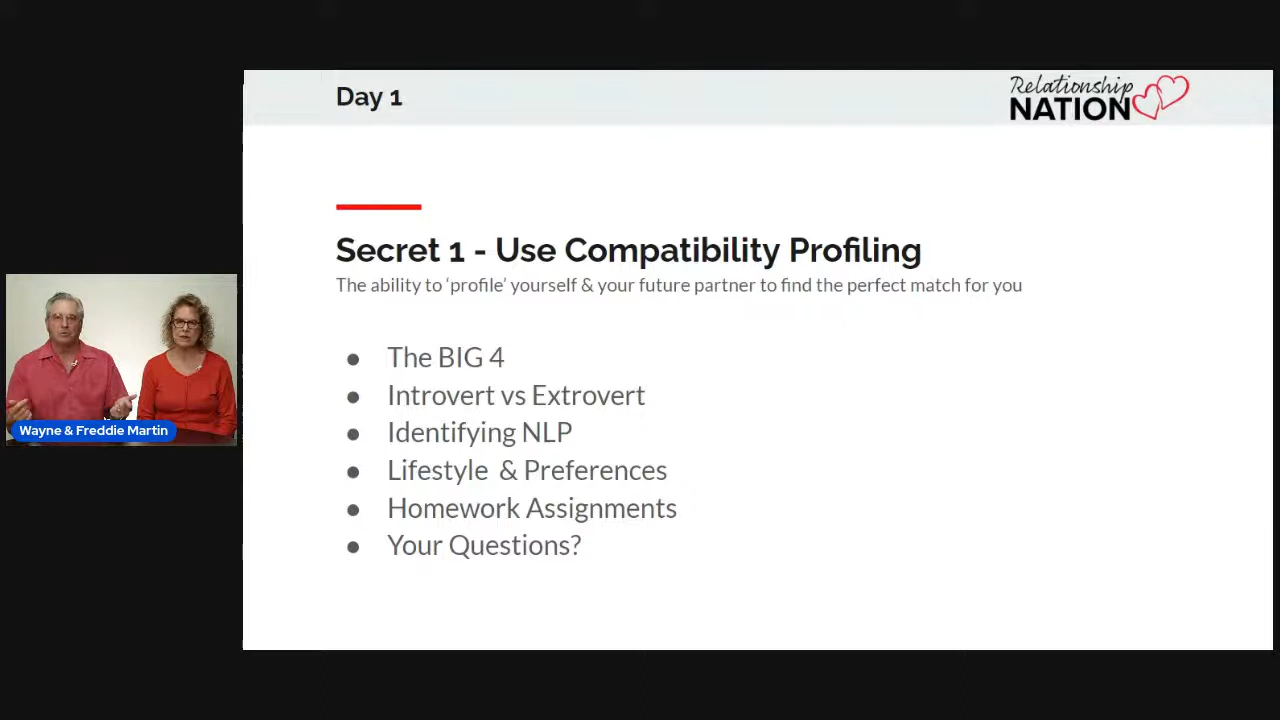 Day 1
Relationship
NATION
Secret 1 - Use Compatibility Profiling
The ability to ‘profile’ yourself & your future partner to find the perfect match for you
● The BIG 4
● Introvert vs Extrovert
● Identifying NLP
● Lifestyle & Preferences
● Homework Assignments
● Your Questions?
Wayne & Freddie Martin